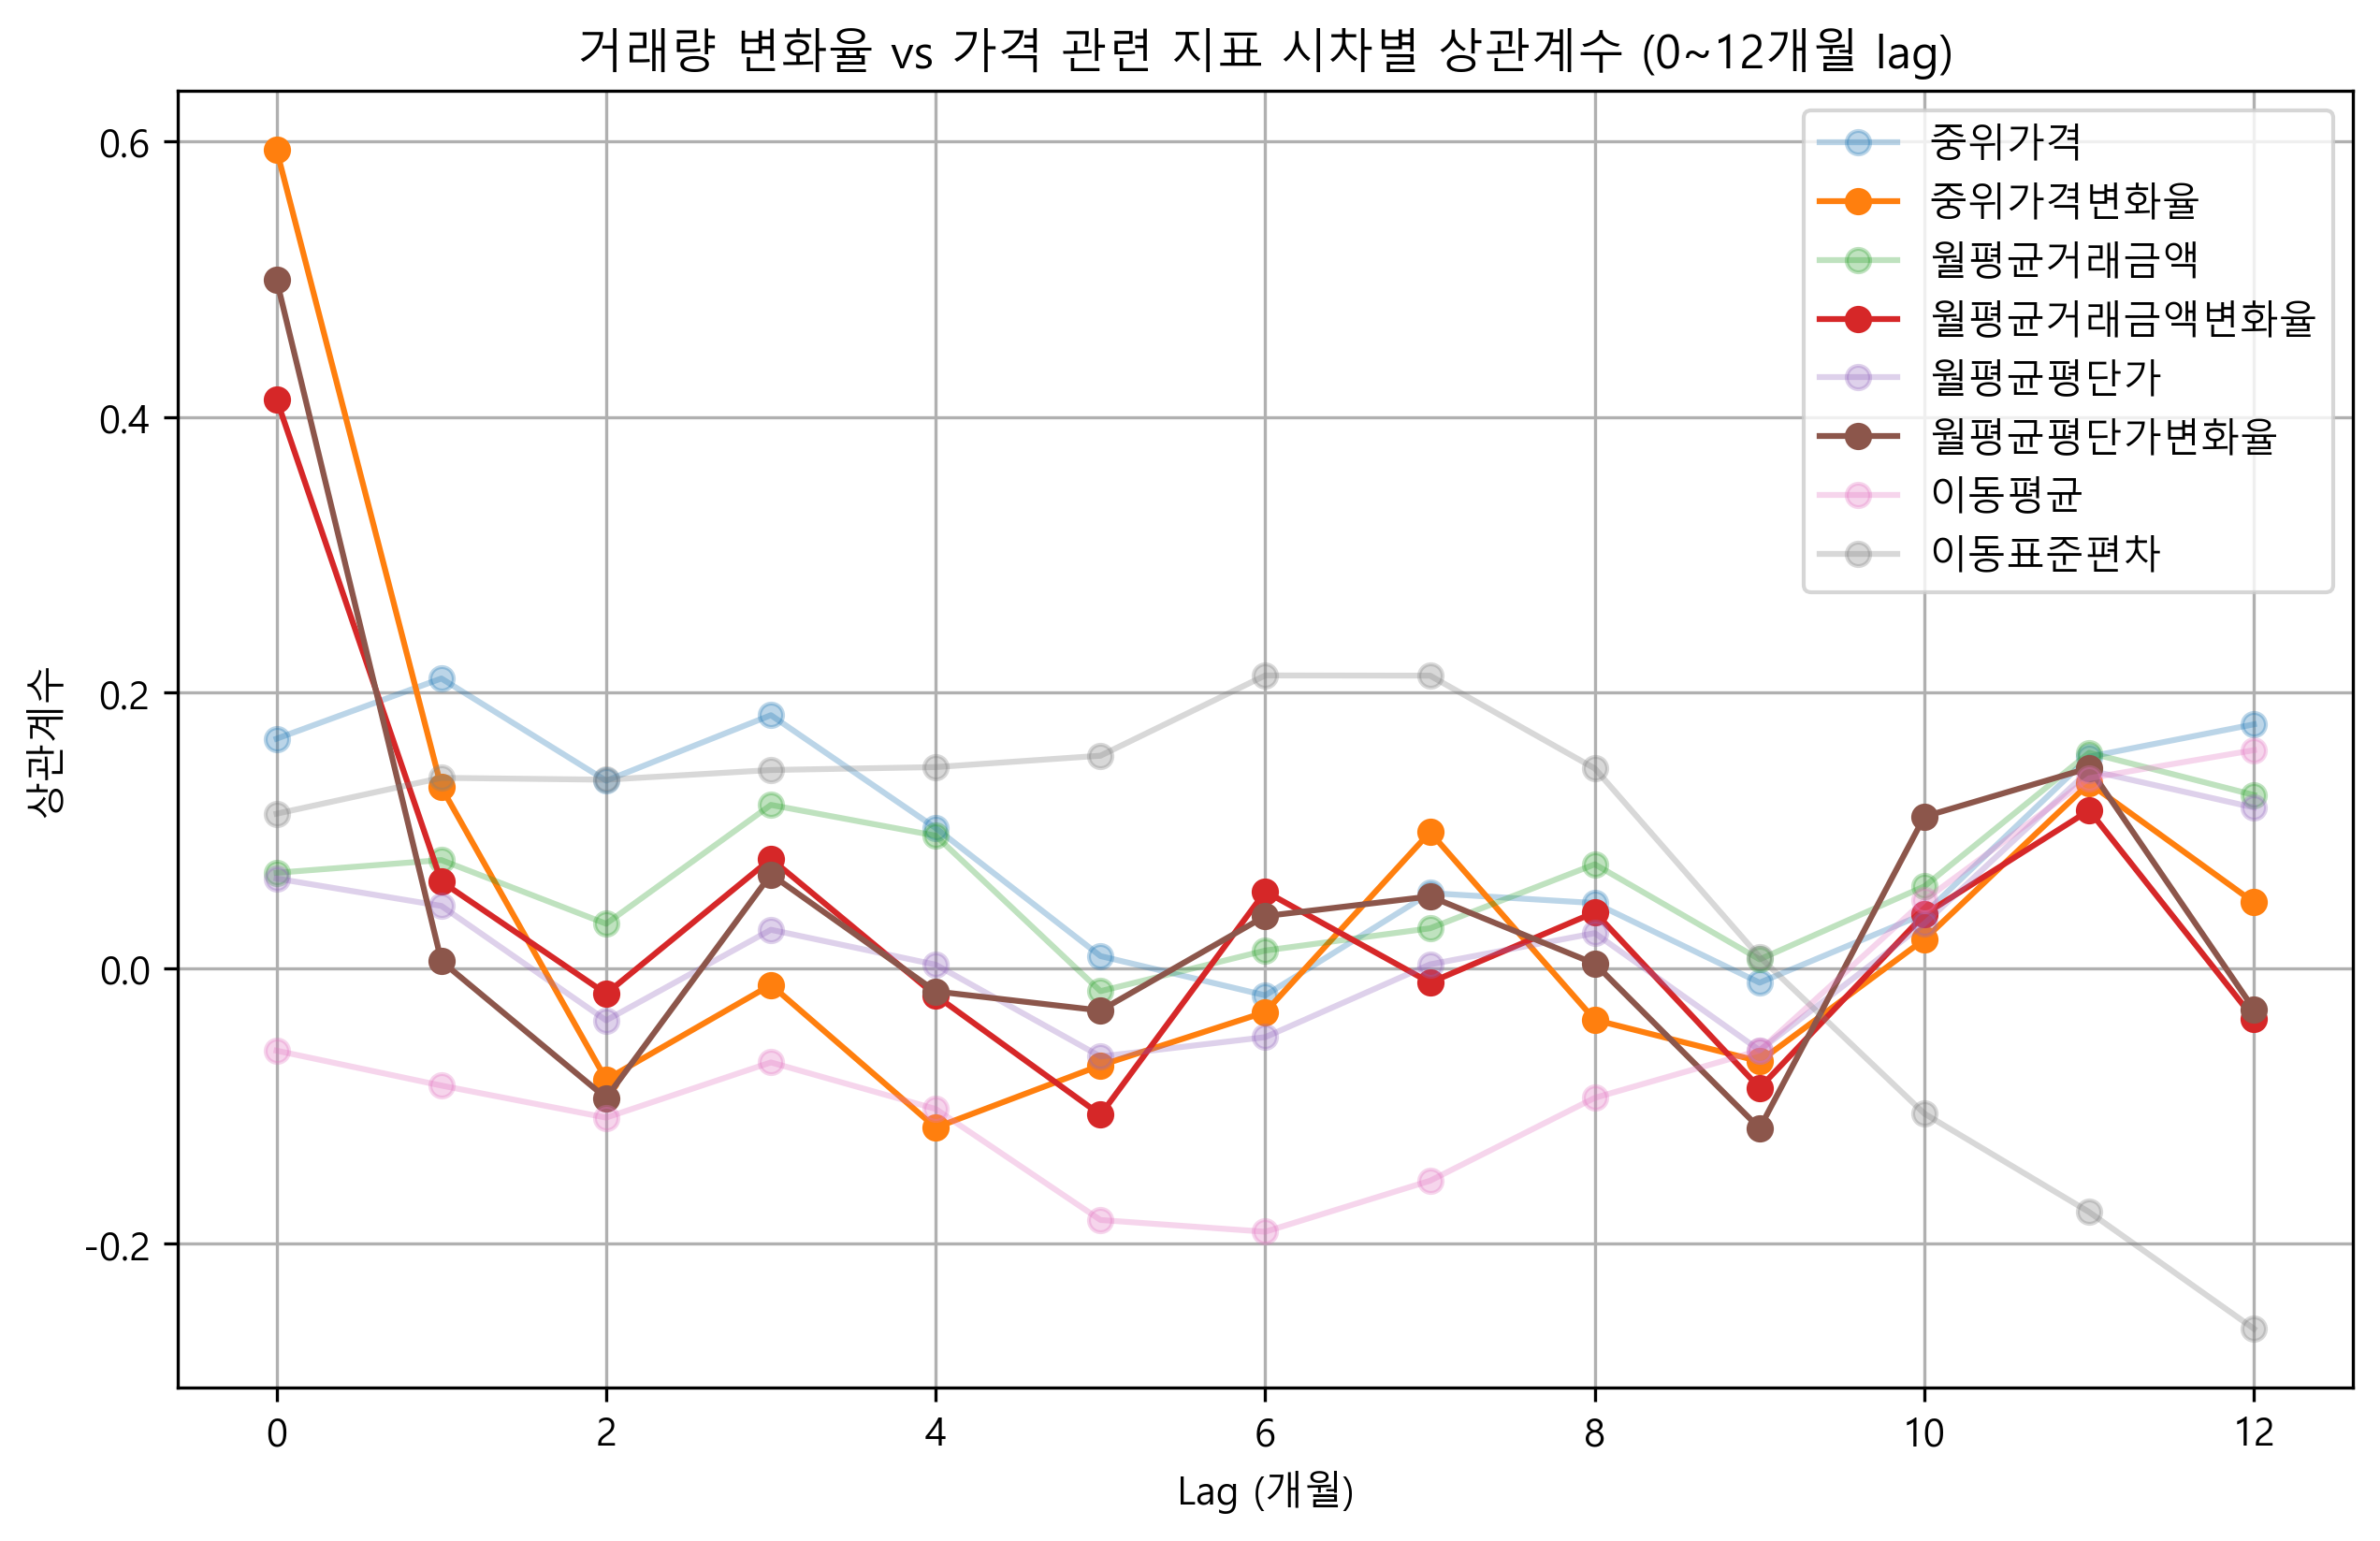 거래량 변화율 vs 가격 관련 지표 시차별 상관계수 (0~12개월 lag)
0.6
0.4
0.2
0.0
-0.2
상관계수
중위가격
중위가격변화율
월평균거래금액
월평균거래금액변화율
월평균평단가
월평균평단가변화율
이동평균
이동표준편차
0 2 4 6 8 10 12
Lag (개월)